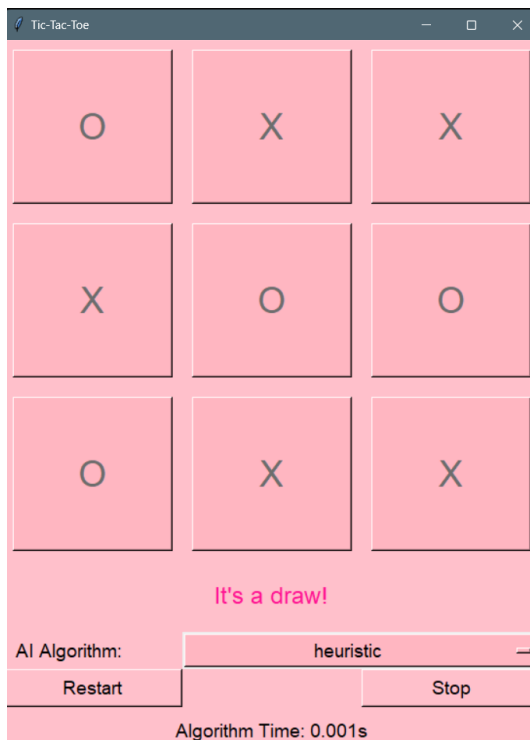 Tic-Tac-Toe
O X X
X O O
O X X
It's a draw!
AI Algorithm: heuristic
Restart Stop
Algorithm Time: 0.001s